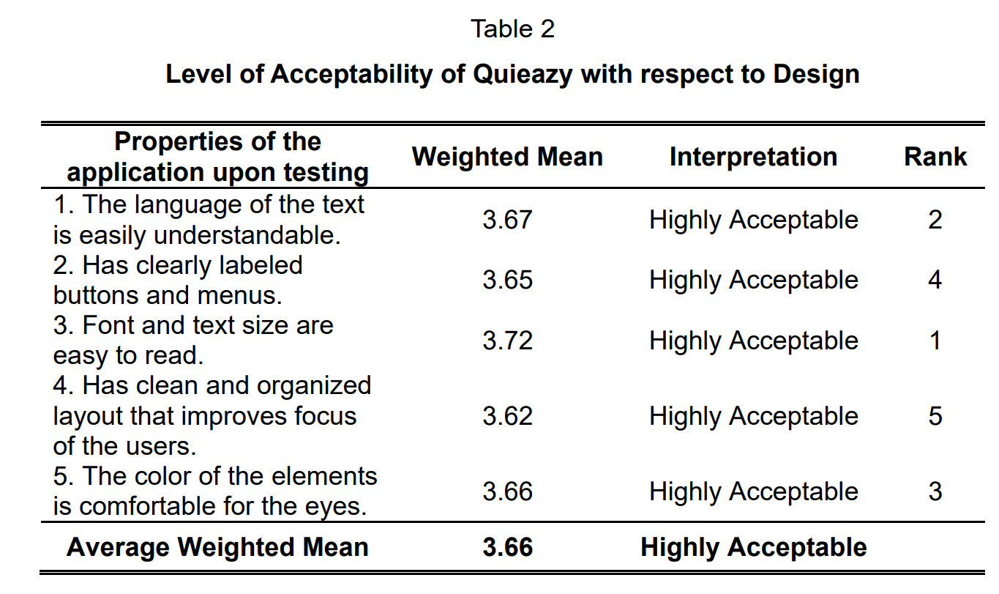 Table 2
Level of Acceptability of Quieazy with respect to Design
Properties of the
application upon testing
Weighted Mean
Interpretation
Rank
1. The language of the text
is easily understandable.
3.67
Highly Acceptable
2
2. Has clearly labeled
buttons and menus.
3.65
Highly Acceptable
4
3. Font and text size are
easy to read.
3.72
Highly Acceptable
1
4. Has clean and organized
layout that improves focus
of the users.
3.62
Highly Acceptable
5
5. The color of the elements
is comfortable for the eyes.
3.66
Highly Acceptable
3
Average Weighted Mean
3.66
Highly Acceptable